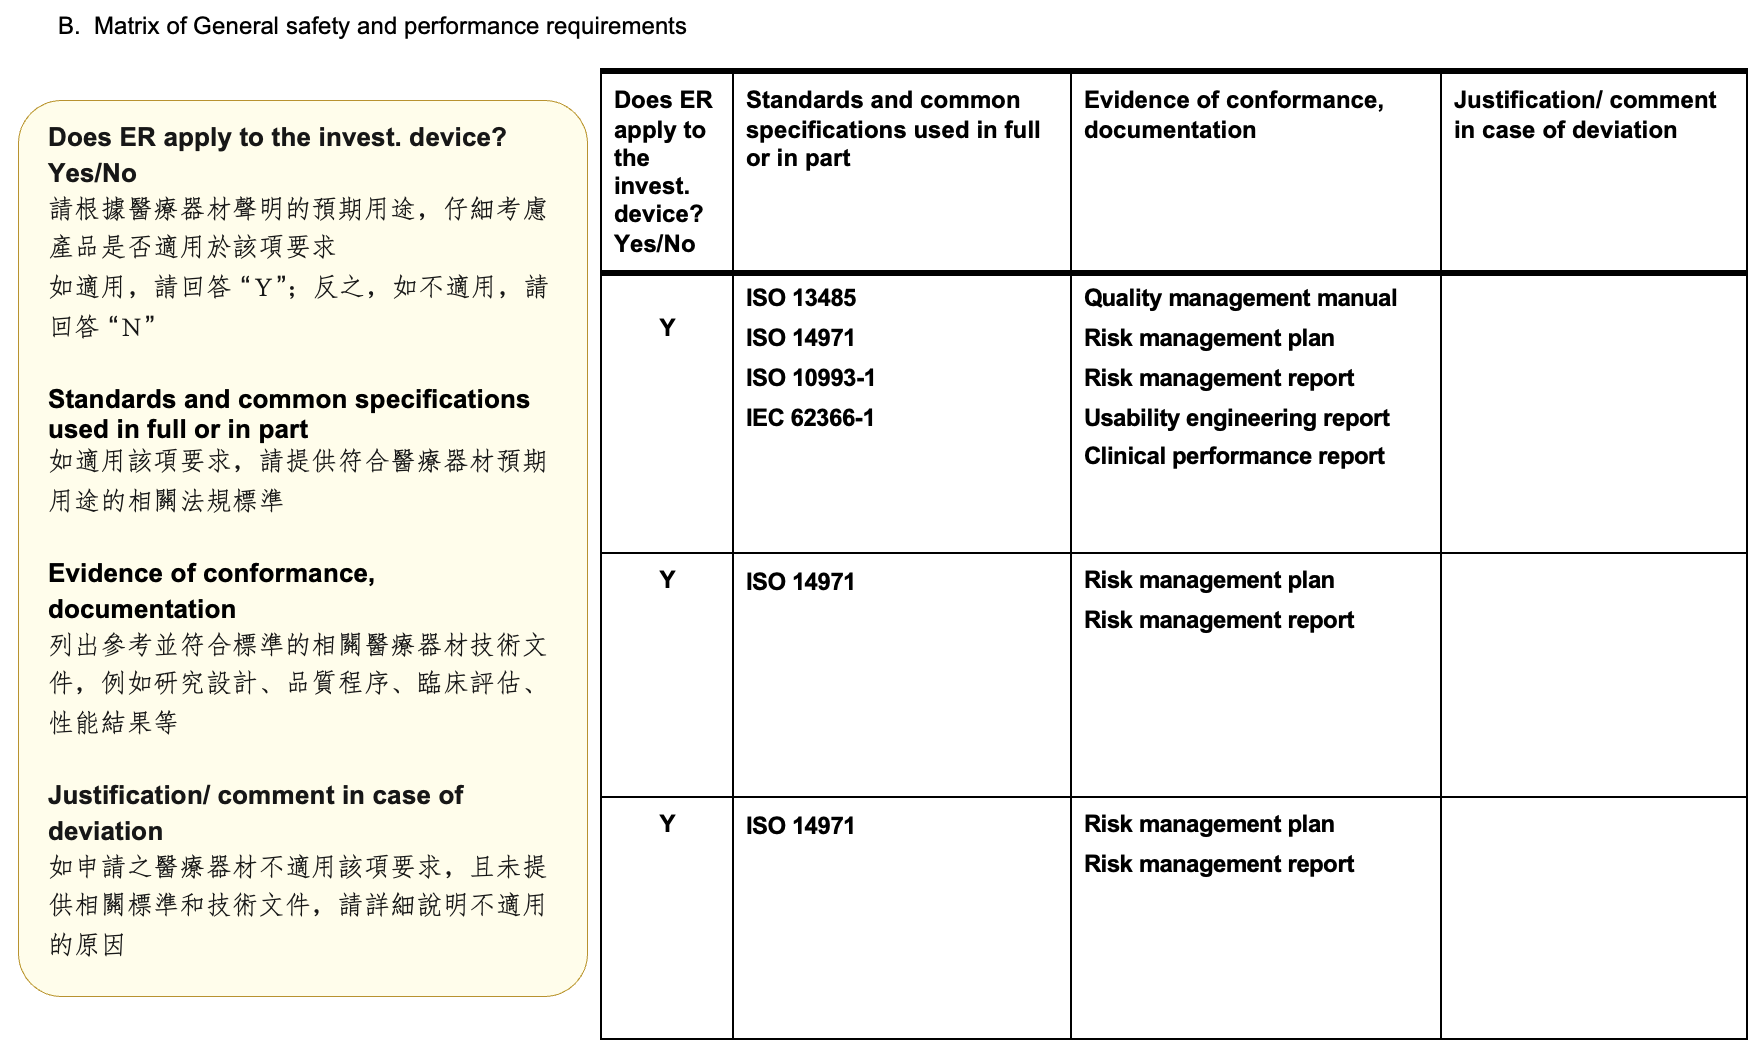 B. Matrix of General safety and performance requirements
Does ER apply to the invest. device?
Yes/No
請根據醫療器材聲明的預期用途，仔細考慮
產品是否適用於該項要求
如適用，請回答 “Y”；反之，如不適用，請
回答 “N”
Standards and common specifications
used in full or in part
如適用該項要求，請提供符合醫療器材預期
用途的相關法規標準
Evidence of conformance,
documentation
列出參考並符合標準的相關醫療器材技術文
件，例如研究設計、品質程序、臨床評估、
性能結果等
Justification/ comment in case of
deviation
如申請之醫療器材不適用該項要求，且未提
供相關標準和技術文件，請詳細說明不適用
的原因
Does ER
apply to
the
invest.
device?
Yes/No
Standards and common
specifications used in full
or in part
Evidence of conformance,
documentation
Justification/ comment
in case of deviation
Y
ISO 13485
ISO 14971
ISO 10993-1
IEC 62366-1
Quality management manual
Risk management plan
Risk management report
Usability engineering report
Clinical performance report
Y
ISO 14971
Risk management plan
Risk management report
Y
ISO 14971
Risk management plan
Risk management report